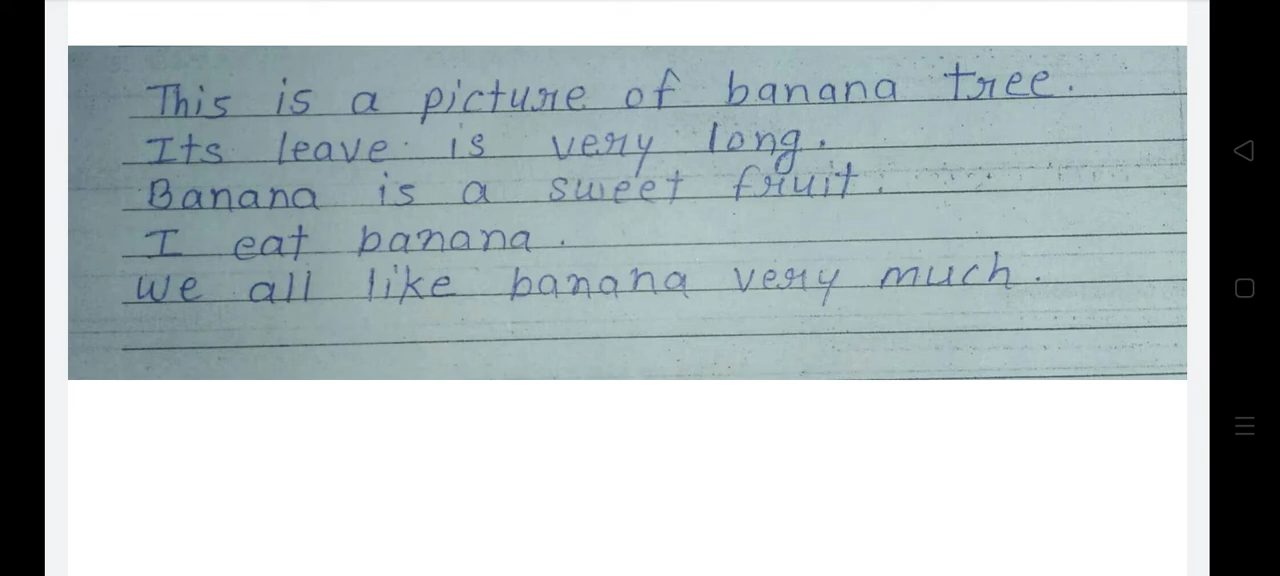 This is a picture of banana tree.
Its leave is very long.
Banana is a sweet fruit.
I eat banana.
We all like banana very much.